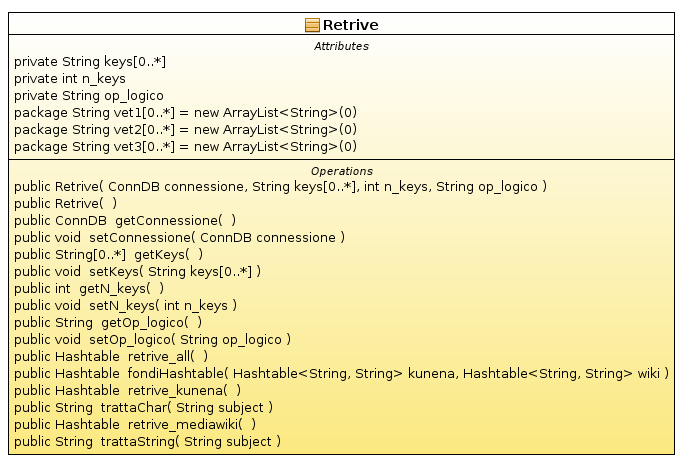 Retrive
Attributes
private String keys[0..*]
private int n_keys
private String op_logico
package String vet1[0..*] = new ArrayList<String>(0)
package String vet2[0..*] = new ArrayList<String>(0)
package String vet3[0..*] = new ArrayList<String>(0)
Operations
public Retrive( ConnDB connessione, String keys[0..*], int n_keys, String op_logico )
public Retrive(  )
public ConnDB  getConnessione(  )
public void  setConnessione( ConnDB connessione )
public String[0..*]  getKeys(  )
public void  setKeys( String keys[0..*] )
public int  getN_keys(  )
public void  setN_keys( int n_keys )
public String  getOp_logico(  )
public void  setOp_logico( String op_logico )
public Hashtable  retrive_all(  )
public Hashtable  fondiHashtable( Hashtable<String, String> kunena, Hashtable<String, String> wiki )
public Hashtable  retrive_kunena(  )
public String  trattaChar( String subject )
public Hashtable  retrive_mediawiki(  )
public String  trattaString( String subject )